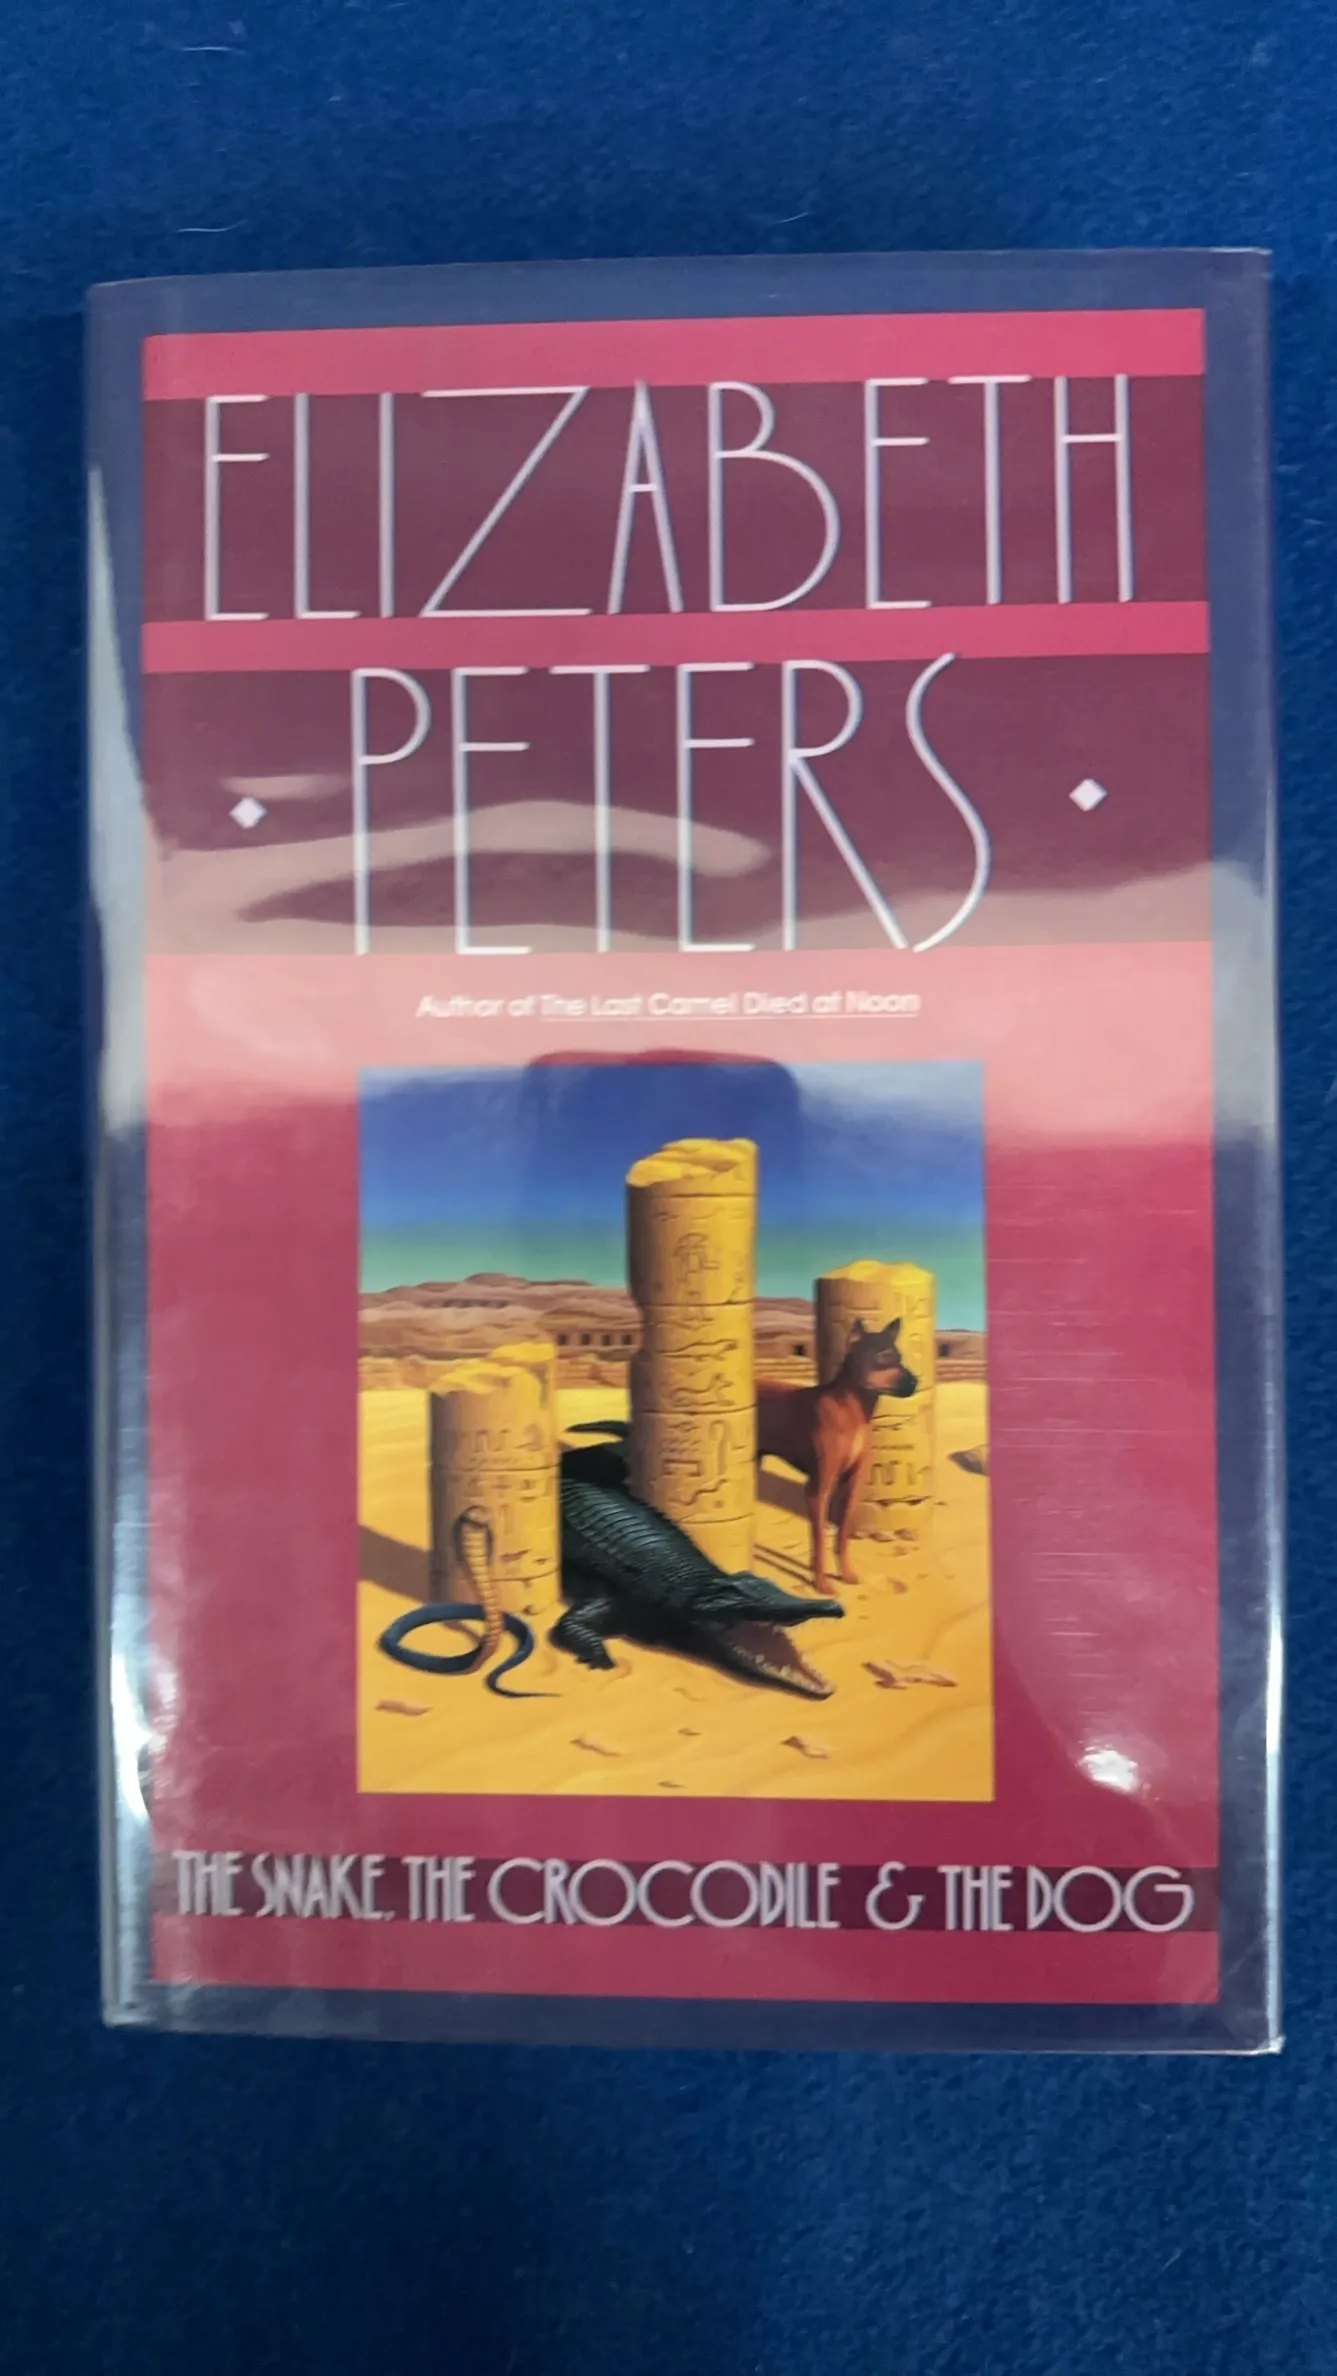 ELIZABETH
PETERS
Author of The Last Camel Died at Noon
THE SNAKE, THE CROCODILE & THE DOG